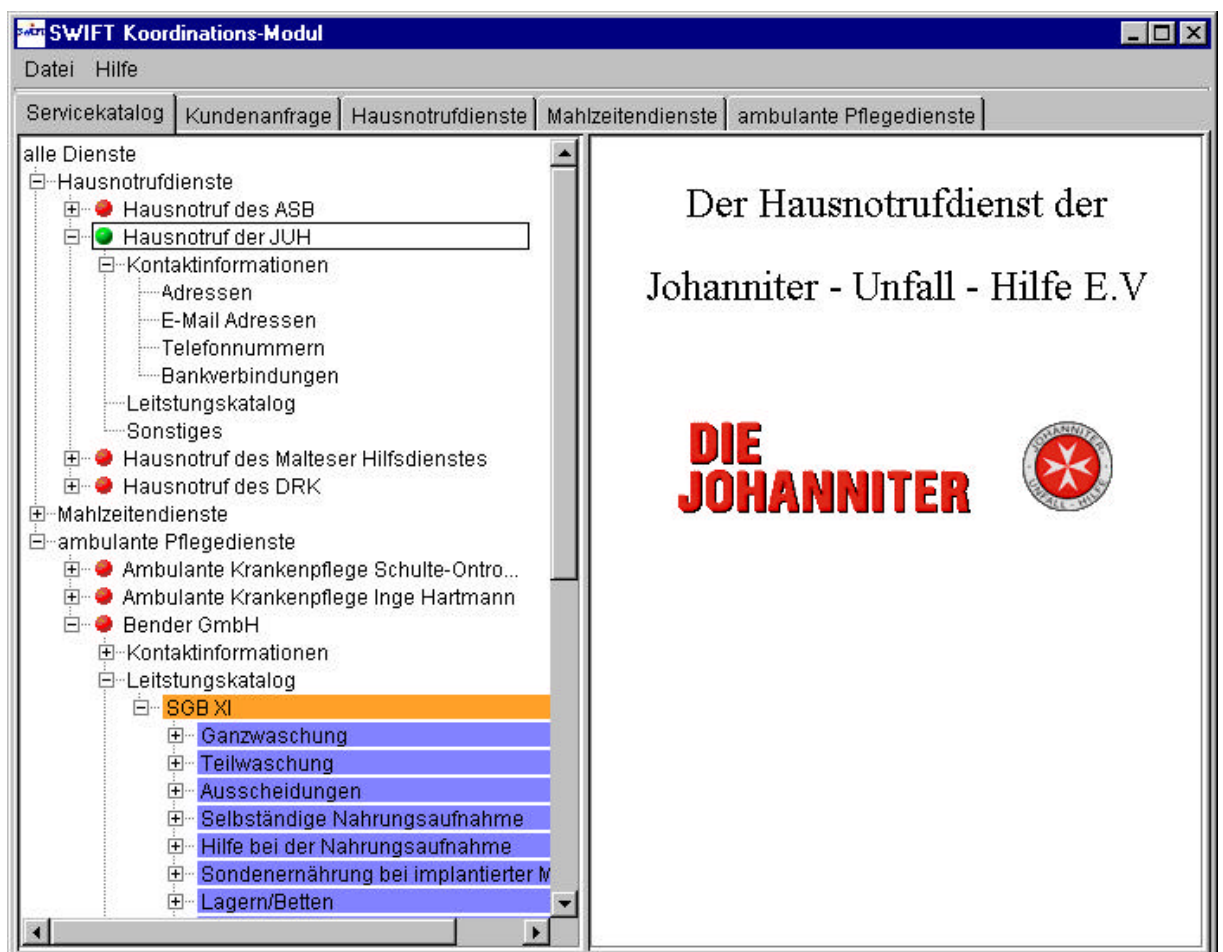 SWIFT Koordinations-Modul
Datei Hilfe
Servicekatalog Kundenanfrage Hausnotrufdienste Mahlzeitendienste ambulante Pflegedienste
alle Dienste
Hausnotrufdienste
Hausnotruf des ASB
Hausnotruf der JUH
Kontaktinformationen
Adressen
E-Mail Adressen
Telefonnummern
Bankverbindungen
Leitstungskatalog
Sonstiges
Hausnotruf des Malteser Hilfsdienstes
Hausnotruf des DRK
Mahlzeitendienste
ambulante Pflegedienste
Ambulante Krankenpflege Schulte-Ontro...
Ambulante Krankenpflege Inge Hartmann
Bender GmbH
Kontaktinformationen
Leitstungskatalog
SGB XI
Ganzwaschung
Teilwaschung
Ausscheidungen
Selbständige Nahrungsaufnahme
Hilfe bei der Nahrungsaufnahme
Sondenernährung bei implantierter M
Lagern/Betten
Der Hausnotrufdienst der
Johanniter - Unfall - Hilfe E.V
DIE
JOHANNITER
JOHANNITER
UNFALL - HILFE